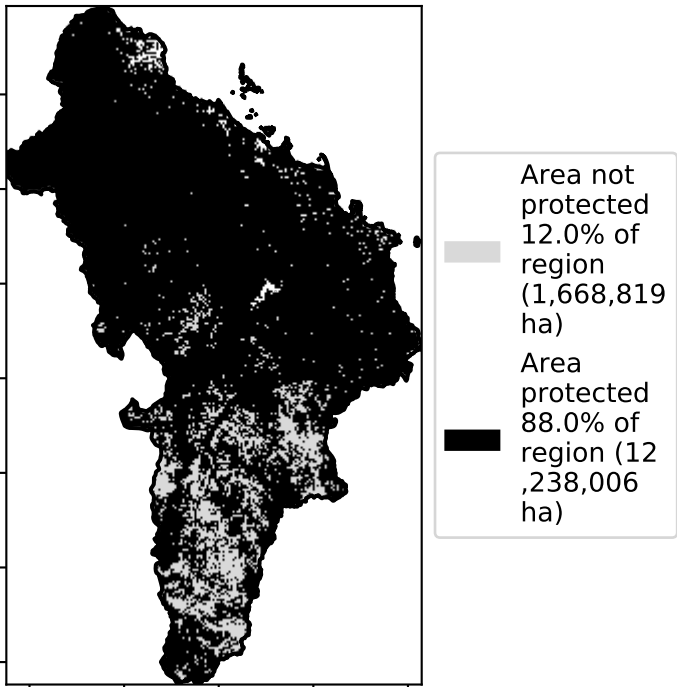 Area not
protected
12.0% of
region
(1,668,819
ha)
Area
protected
88.0% of
region (12
,238,006
ha)